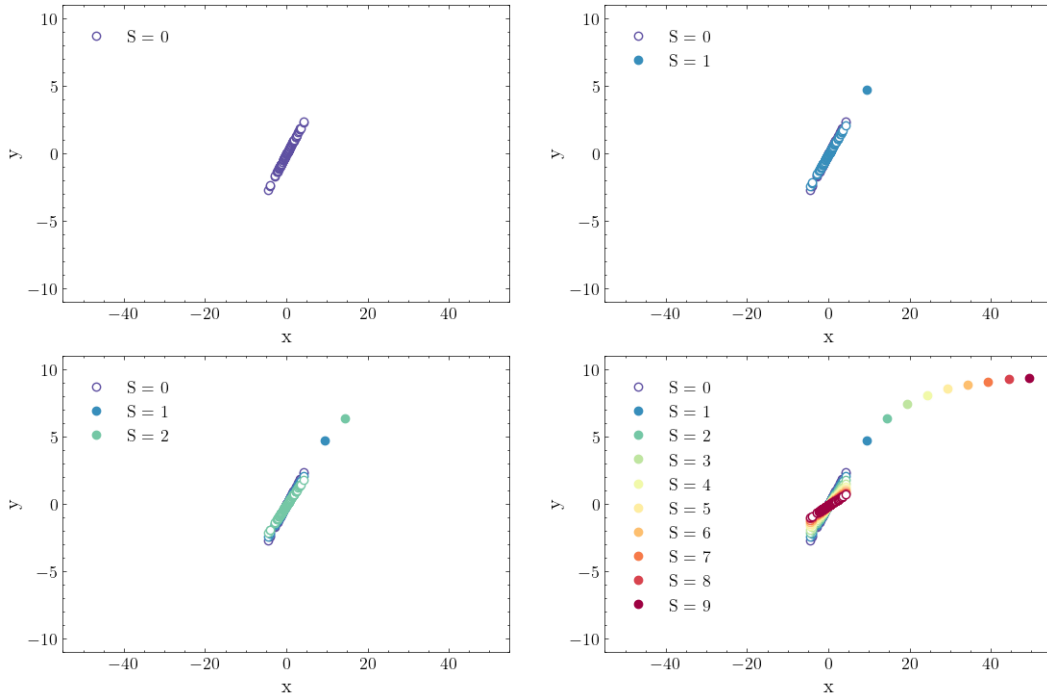 10
5
0
−5
−10
y
S = 0
−40
−20
0
20
40
x
10
5
0
−5
−10
y
S = 0
S = 1
−40
−20
0
20
40
x
10
5
0
−5
−10
y
S = 0
S = 1
S = 2
−40
−20
0
20
40
x
10
5
0
−5
−10
y
S = 0
S = 1
S = 2
S = 3
S = 4
S = 5
S = 6
S = 7
S = 8
S = 9
−40
−20
0
20
40
x